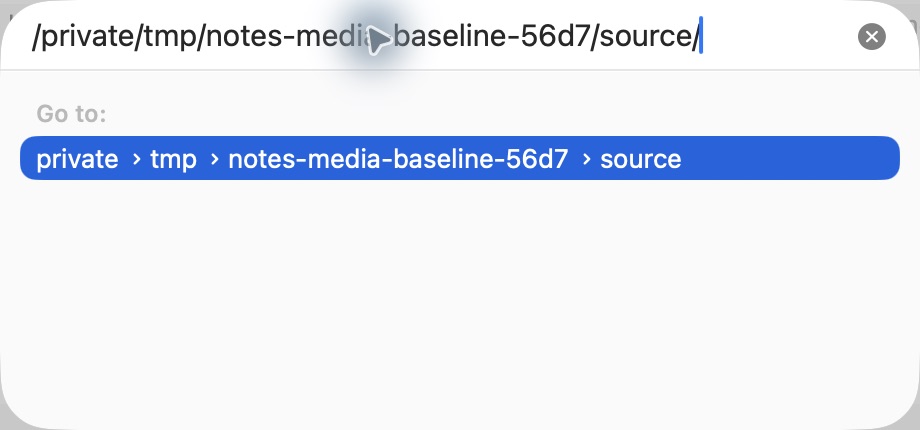 /private/tmp/notes-media-baseline-56d7/source/
Go to:
private › tmp › notes-media-baseline-56d7 › source